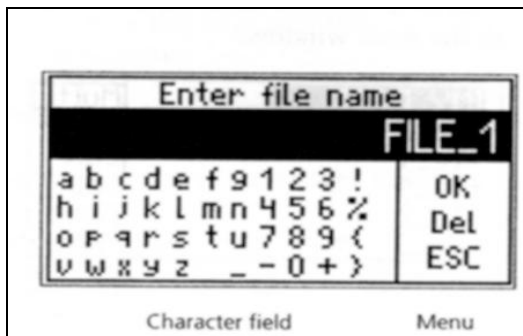 Enter file name
FILE_1
a b c d e f g 1 2 3 !
h i j k l m n 4 5 6 %
o p q r s t u 7 8 9 {
v w x y z _ - 0 + }
OK
Del
ESC
Character field
Menu